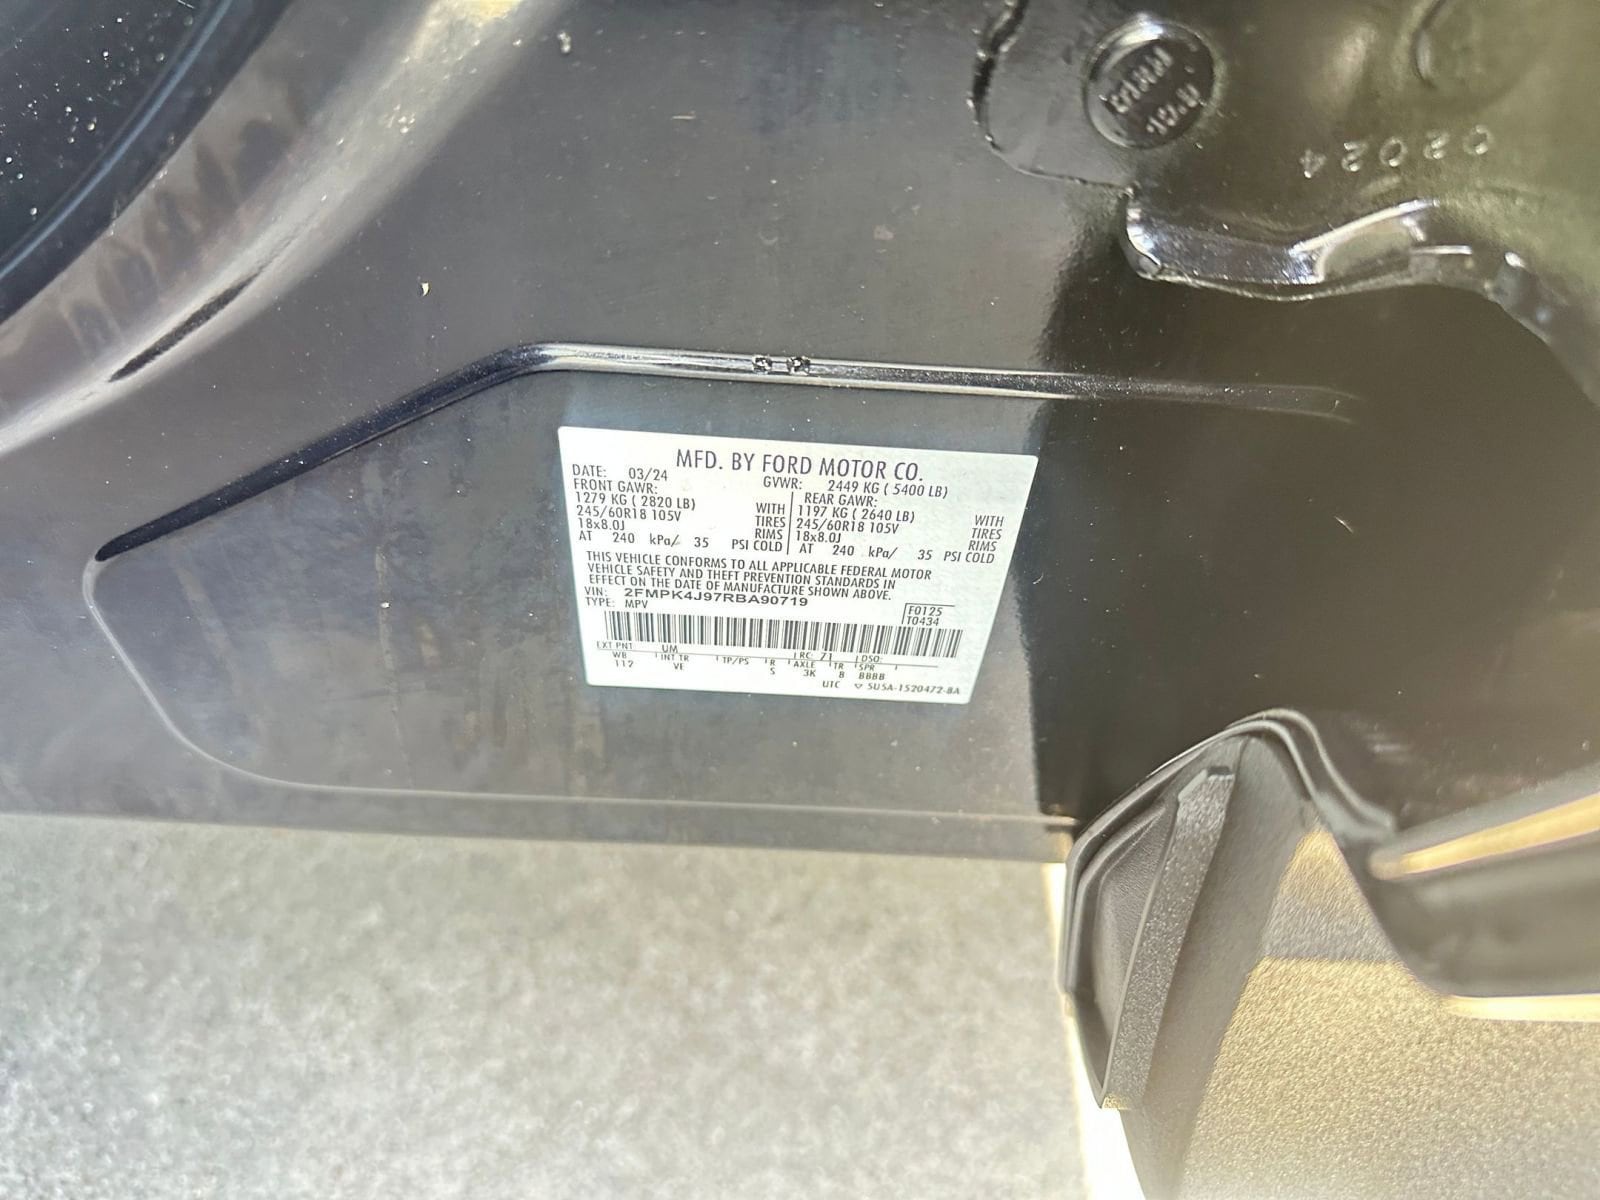 02024
MFD. BY FORD MOTOR CO.
DATE: 03/24 GVWR: 2449 KG ( 5400 LB)
FRONT GAWR: REAR GAWR:
1279 KG ( 2820 LB) WITH 1197 KG ( 2640 LB) WITH
245/60R18 105V TIRES 245/60R18 105V TIRES
18x8.0J RIMS 18x8.0J RIMS
AT 240 kPa/ 35 PSI COLD AT 240 kPa/ 35 PSI COLD
THIS VEHICLE CONFORMS TO ALL APPLICABLE FEDERAL MOTOR
VEHICLE SAFETY AND THEFT PREVENTION STANDARDS IN
EFFECT ON THE DATE OF MANUFACTURE SHOWN ABOVE.
VIN: 2FMPK4J97RBA90719
TYPE: MPV F0125
T0434
EXT PNT UM RC: 71 DSO:
WB INT TR TP/PS R AXLE TR SPR
112 VE S 3K 8 BBBB
UTC ▽ 5U5A-1520472-BA